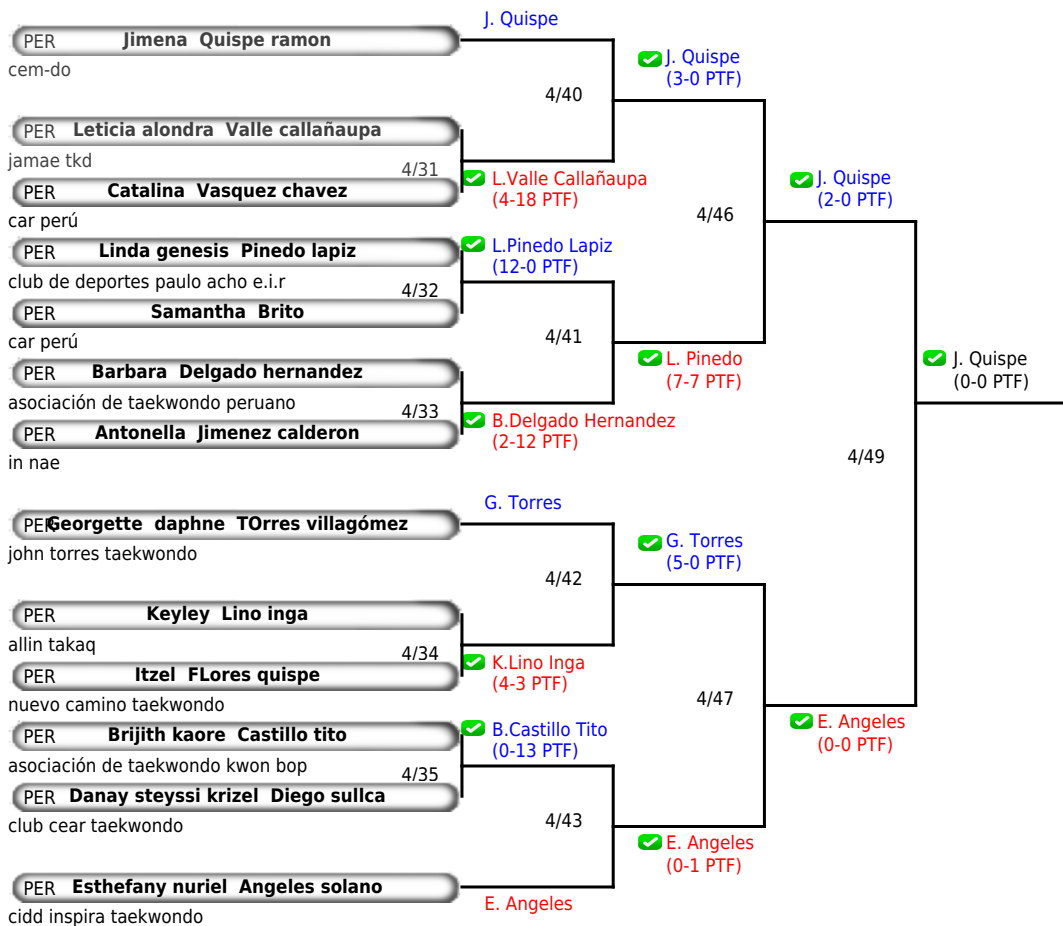 J. Quispe
PER Jimena Quispe ramon
cem-do
4/40
J. Quispe
(3-0 PTF)
PER Leticia alondra Valle callañaupa
jamae tkd
4/31
PER Catalina Vasquez chavez
car perú
L.Valle Callañaupa
(4-18 PTF)
4/46
J. Quispe
(2-0 PTF)
PER Linda genesis Pinedo lapiz
club de deportes paulo acho e.i.r
4/32
L.Pinedo Lapiz
(12-0 PTF)
PER Samantha Brito
car perú
4/41
L. Pinedo
(7-7 PTF)
J. Quispe
(0-0 PTF)
PER Barbara Delgado hernandez
asociación de taekwondo peruano
4/33
PER Antonella Jimenez calderon
in nae
B.Delgado Hernandez
(2-12 PTF)
4/49
G. Torres
PER Georgette daphne TOrres villagómez
john torres taekwondo
4/42
G. Torres
(5-0 PTF)
PER Keyley Lino inga
allin takaq
4/34
PER Itzel FLores quispe
nuevo camino taekwondo
K.Lino Inga
(4-3 PTF)
4/47
E. Angeles
(0-0 PTF)
PER Brijith kaore Castillo tito
asociación de taekwondo kwon bop
4/35
B.Castillo Tito
(0-13 PTF)
PER Danay steyssi krizel Diego sullca
club cear taekwondo
4/43
E. Angeles
(0-1 PTF)
PER Esthefany nuriel Angeles solano
cidd inspira taekwondo
E. Angeles